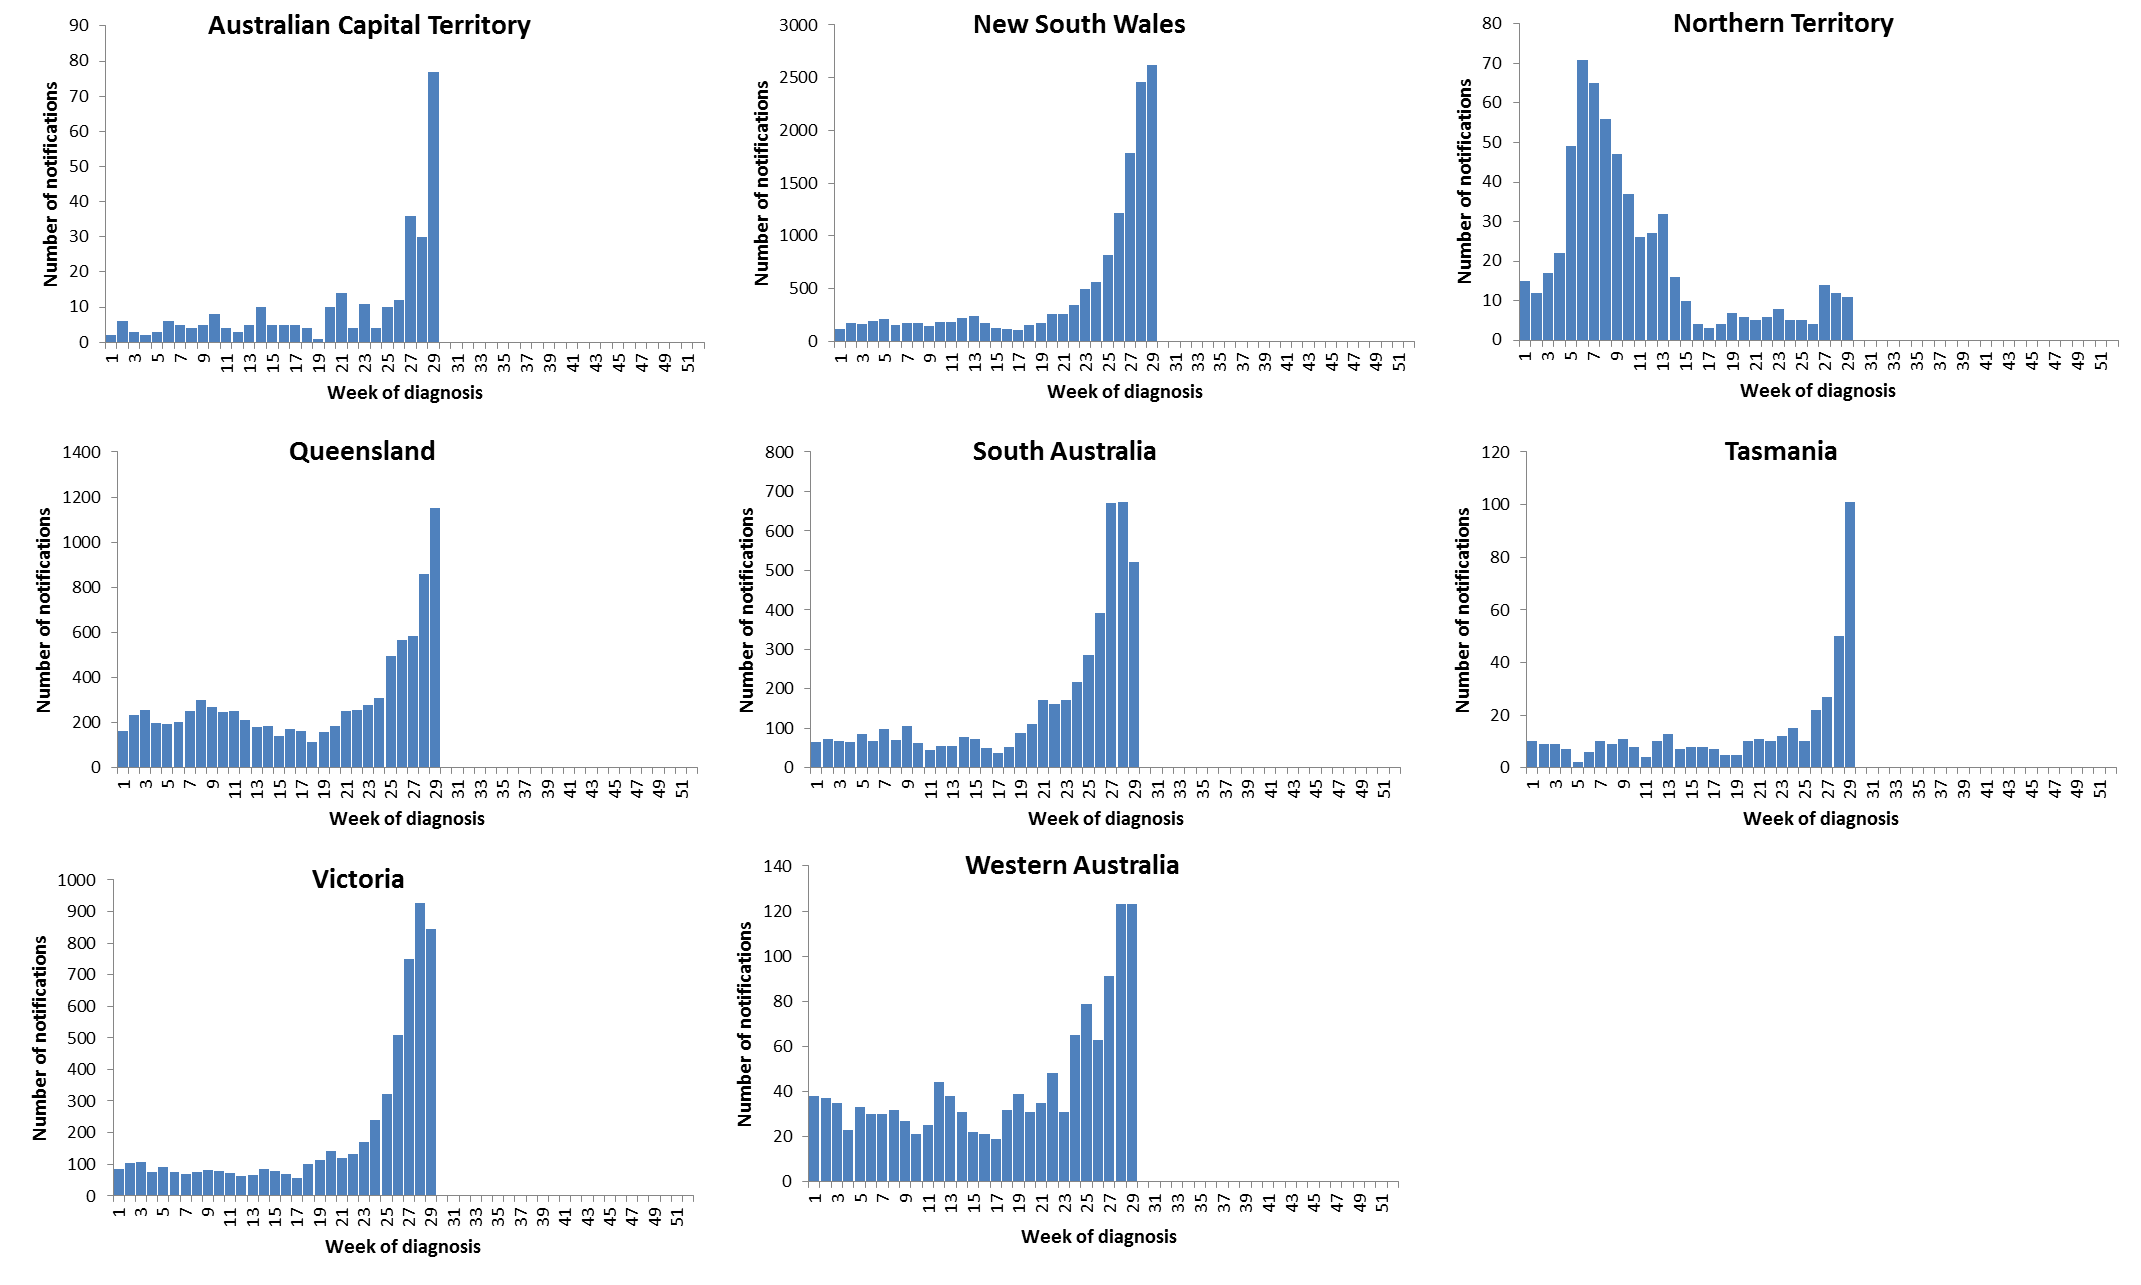 Australian Capital Territory
Number of notifications
90
80
70
60
50
40
30
20
10
0
1 3 5 7 9 11 13 15 17 19 21 23 25 27 29 31 33 35 37 39 41 43 45 47 49 51
Week of diagnosis
New South Wales
Number of notifications
3000
2500
2000
1500
1000
500
0
1 3 5 7 9 11 13 15 17 19 21 23 25 27 29 31 33 35 37 39 41 43 45 47 49 51
Week of diagnosis
Northern Territory
Number of notifications
80
70
60
50
40
30
20
10
0
1 3 5 7 9 11 13 15 17 19 21 23 25 27 29 31 33 35 37 39 41 43 45 47 49 51
Week of diagnosis
Queensland
Number of notifications
1400
1200
1000
800
600
400
200
0
1 3 5 7 9 11 13 15 17 19 21 23 25 27 29 31 33 35 37 39 41 43 45 47 49 51
Week of diagnosis
South Australia
Number of notifications
800
700
600
500
400
300
200
100
0
1 3 5 7 9 11 13 15 17 19 21 23 25 27 29 31 33 35 37 39 41 43 45 47 49 51
Week of diagnosis
Tasmania
Number of notifications
120
100
80
60
40
20
0
1 3 5 7 9 11 13 15 17 19 21 23 25 27 29 31 33 35 37 39 41 43 45 47 49 51
Week of diagnosis
Victoria
Number of notifications
1000
900
800
700
600
500
400
300
200
100
0
1 3 5 7 9 11 13 15 17 19 21 23 25 27 29 31 33 35 37 39 41 43 45 47 49 51
Week of diagnosis
Western Australia
Number of notifications
140
120
100
80
60
40
20
0
1 3 5 7 9 11 13 15 17 19 21 23 25 27 29 31 33 35 37 39 41 43 45 47 49 51
Week of diagnosis